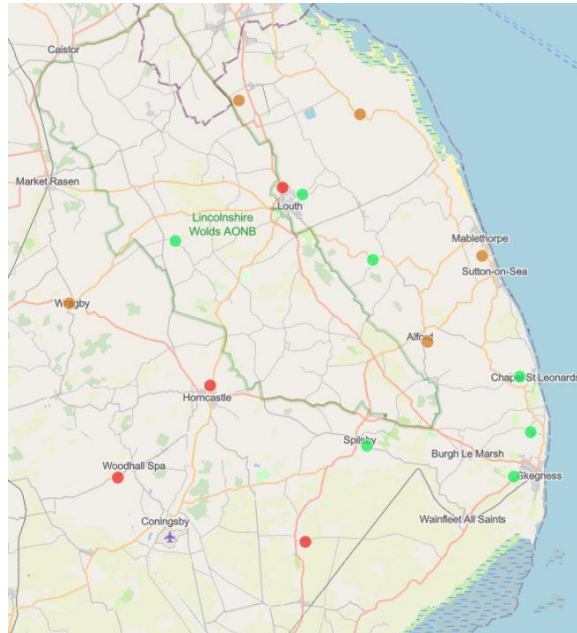 Caistor
Market Rasen
Louth
Lincolnshire
Wolds AONB
Mablethorpe
Sutton-on-Sea
Wragby
Alford
Chapel St Leonards
Horncastle
Spilsby
Burgh Le Marsh
Woodhall Spa
Skegness
Coningsby
Wainfleet All Saints